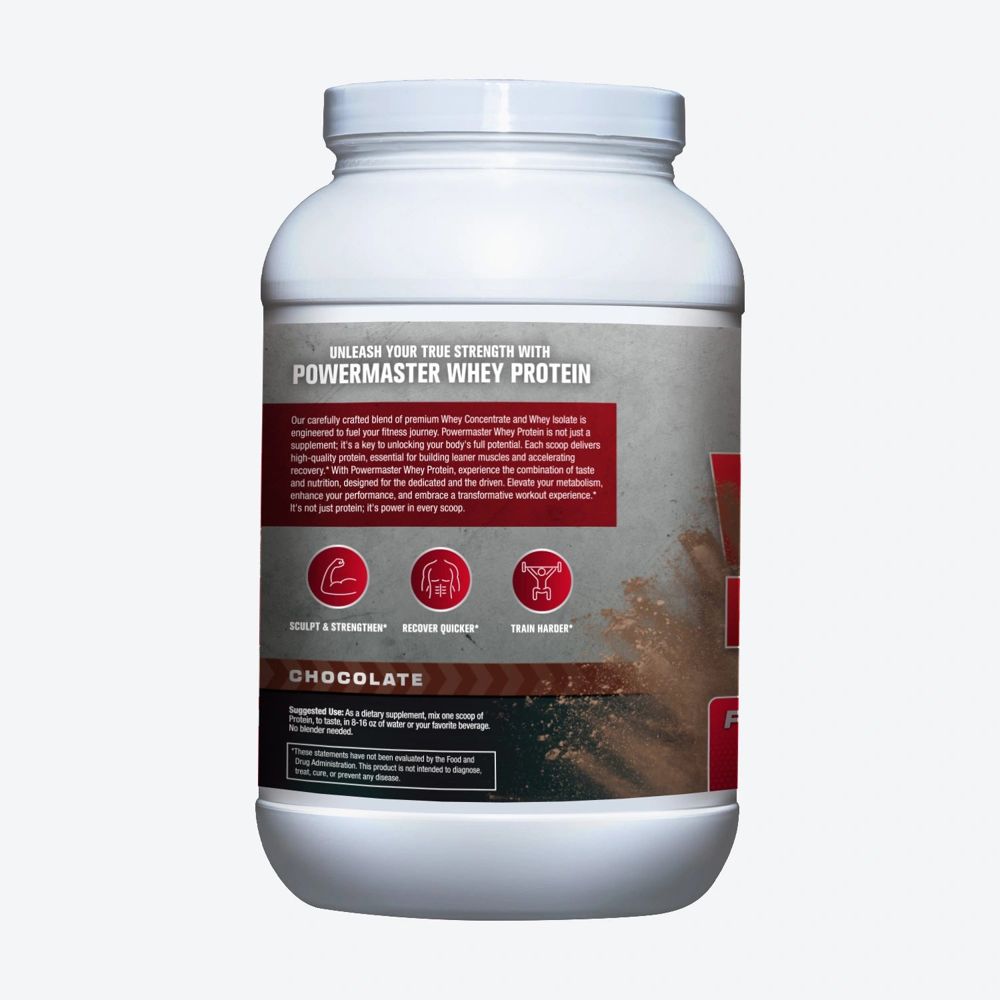 UNLEASH YOUR TRUE STRENGTH WITH
POWERMASTER WHEY PROTEIN
Our carefully crafted blend of premium Whey Concentrate and Whey Isolate is
engineered to fuel your fitness journey. Powermaster Whey Protein is not just a
supplement; it's a key to unlocking your body's full potential. Each scoop delivers
high-quality protein, essential for building leaner muscles and accelerating
recovery.* With Powermaster Whey Protein, experience the combination of taste
and nutrition, designed for the dedicated and the driven. Elevate your metabolism,
enhance your performance, and embrace a transformative workout experience.*
It's not just protein; it's power in every scoop.
SCULPT & STRENGTHEN* RECOVER QUICKER* TRAIN HARDER*
CHOCOLATE
Suggested Use: As a dietary supplement, mix one scoop of
Protein, to taste, in 8-16 oz of water or your favorite beverage.
No blender needed.
*These statements have not been evaluated by the Food and
Drug Administration. This product is not intended to diagnose,
treat, cure, or prevent any disease.